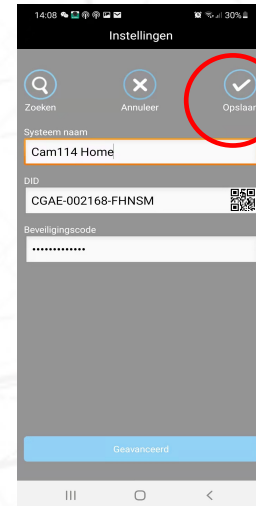 14:08 30%
Instellingen
Zoeken Annuleer Opslaan
Systeem naam
Cam114 Home
DID
CGAE-002168-FHNSM
Beveiligingscode
•••••••••••••
Geavanceerd